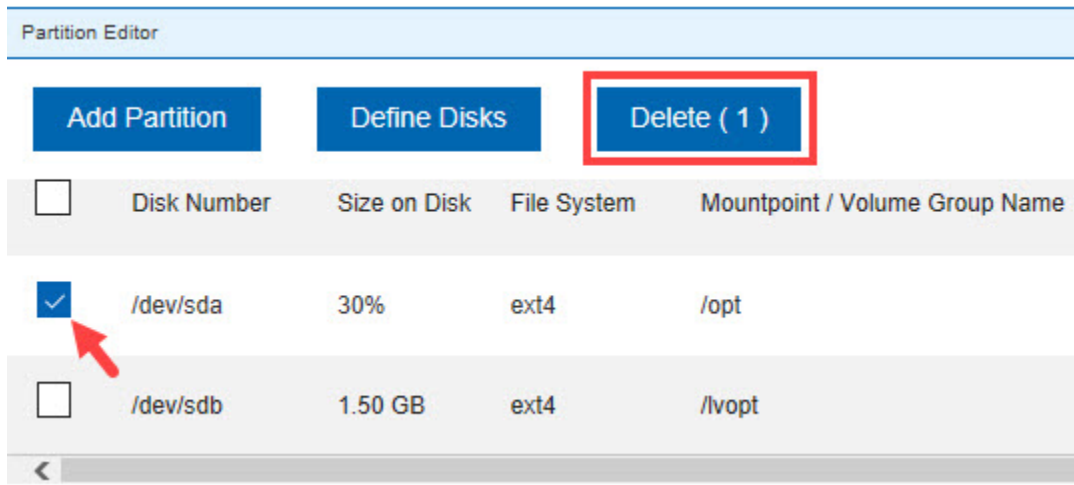 Partition Editor
Add Partition Define Disks Delete ( 1 )
Disk Number Size on Disk File System Mountpoint / Volume Group Name
/dev/sda 30% ext4 /opt
/dev/sdb 1.50 GB ext4 /lvopt